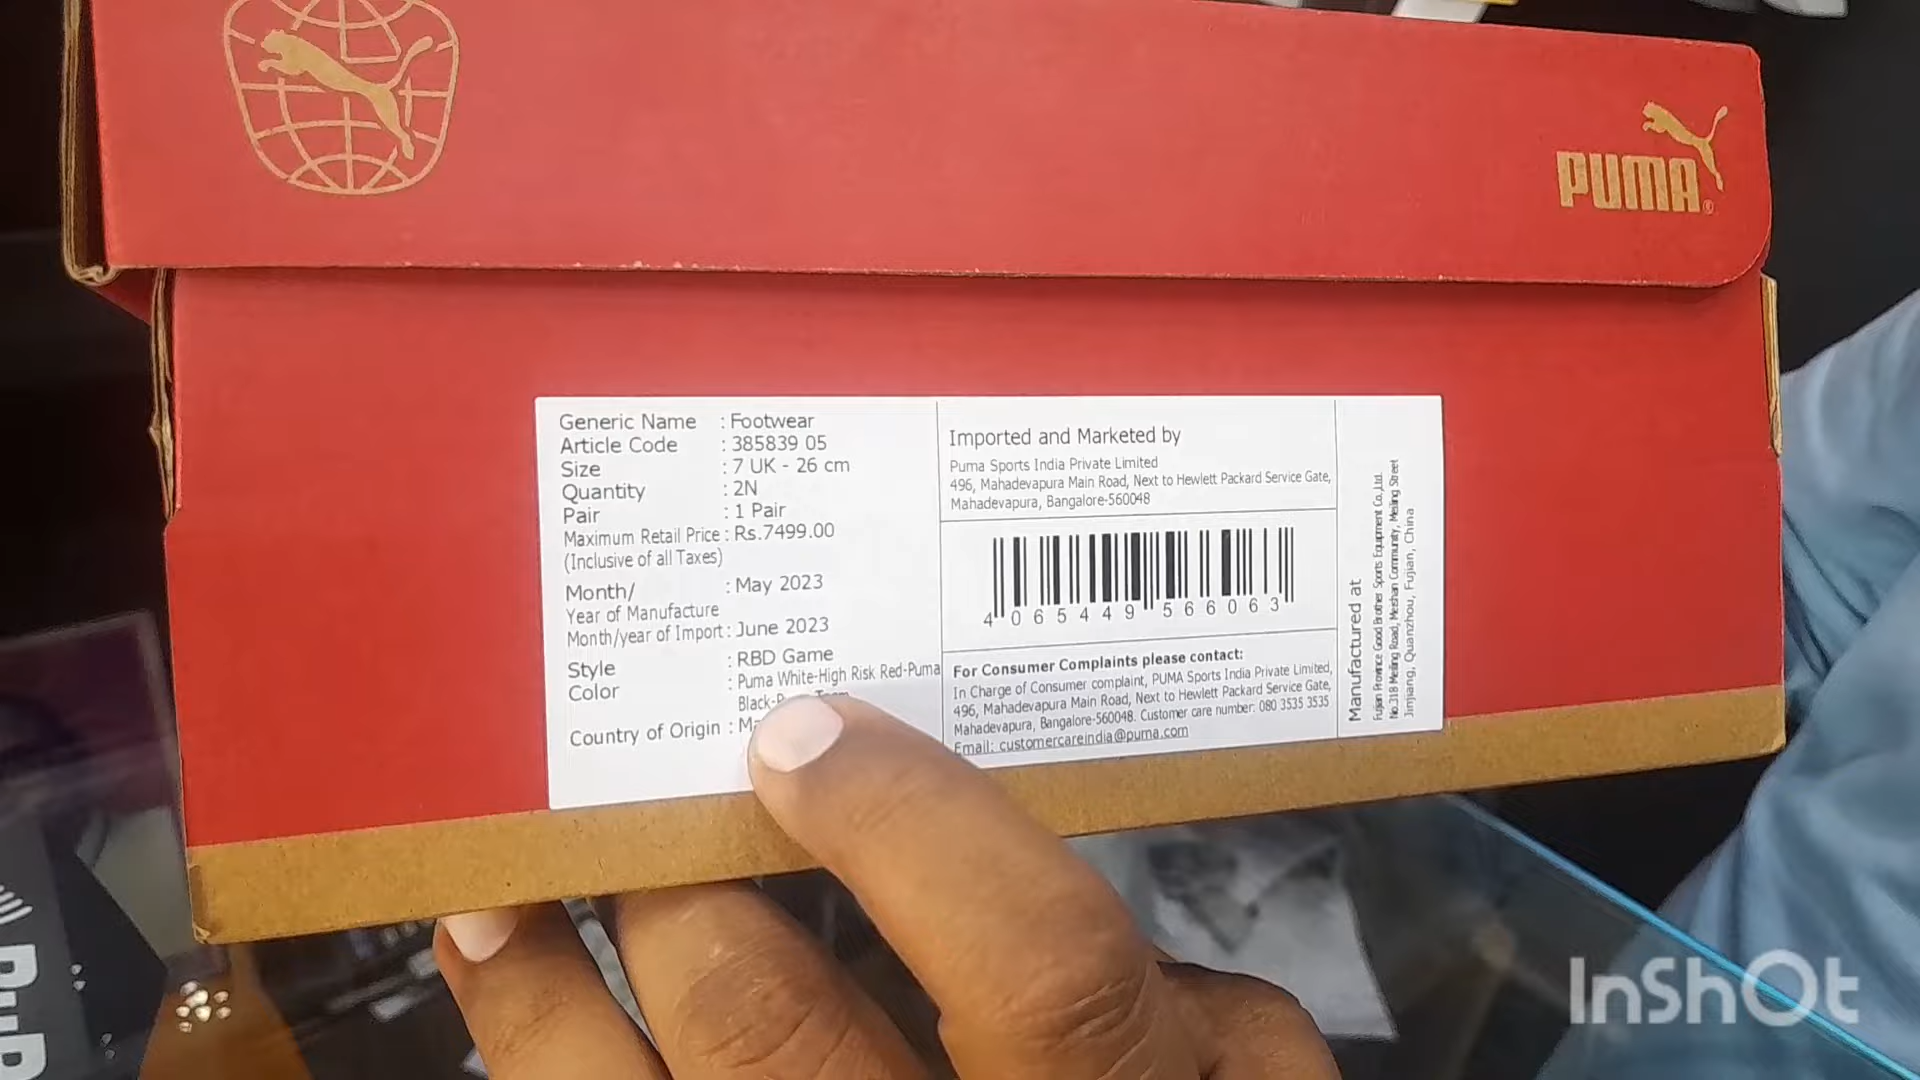 PUMA
Generic Name : Footwear
Article Code : 385839 05
Size : 7 UK - 26 cm
Quantity : 2N
Pair : 1 Pair
Maximum Retail Price : Rs.7499.00
(Inclusive of all Taxes)
Month/ : May 2023
Year of Manufacture
Month/year of Import : June 2023
Style : RBD Game
Color : Puma White-High Risk Red-Puma
Black-
Country of Origin :
Imported and Marketed by
Puma Sports India Private Limited
496, Mahadevapura Main Road, Next to Hewlett Packard Service Gate,
Mahadevapura, Bangalore-560048
4 065449 566063
For Consumer Complaints please contact:
In Charge of Consumer complaint, PUMA Sports India Private Limited,
496, Mahadevapura Main Road, Next to Hewlett Packard Service Gate,
Mahadevapura, Bangalore-560048. Customer care number: 080 3535 3535
Email: customercareindia@puma.com
Manufactured at
Fujian Province Good Brother Sports Equipment Co.,Ltd.
No.318 Meiling Road, Meishan Community, Meiling Street
Jinjiang, Quanzhou, Fujian, China
InShOt